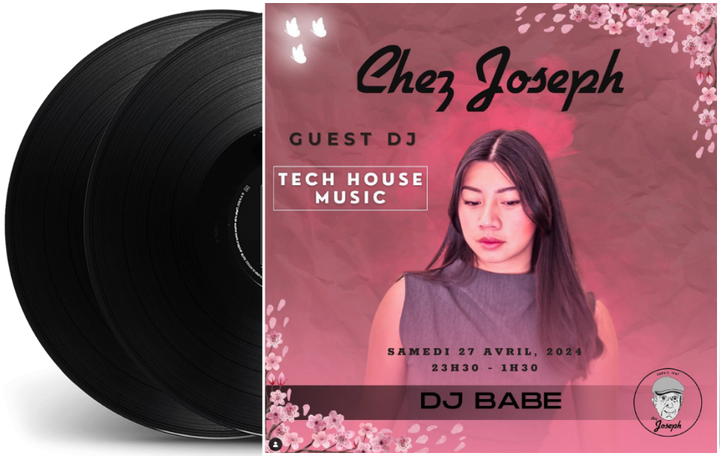 Chez Joseph
GUEST DJ
TECH HOUSE
MUSIC
SAMEDI 27 AVRIL, 2024
23H30 - 1H30
DJ BABE
Joseph